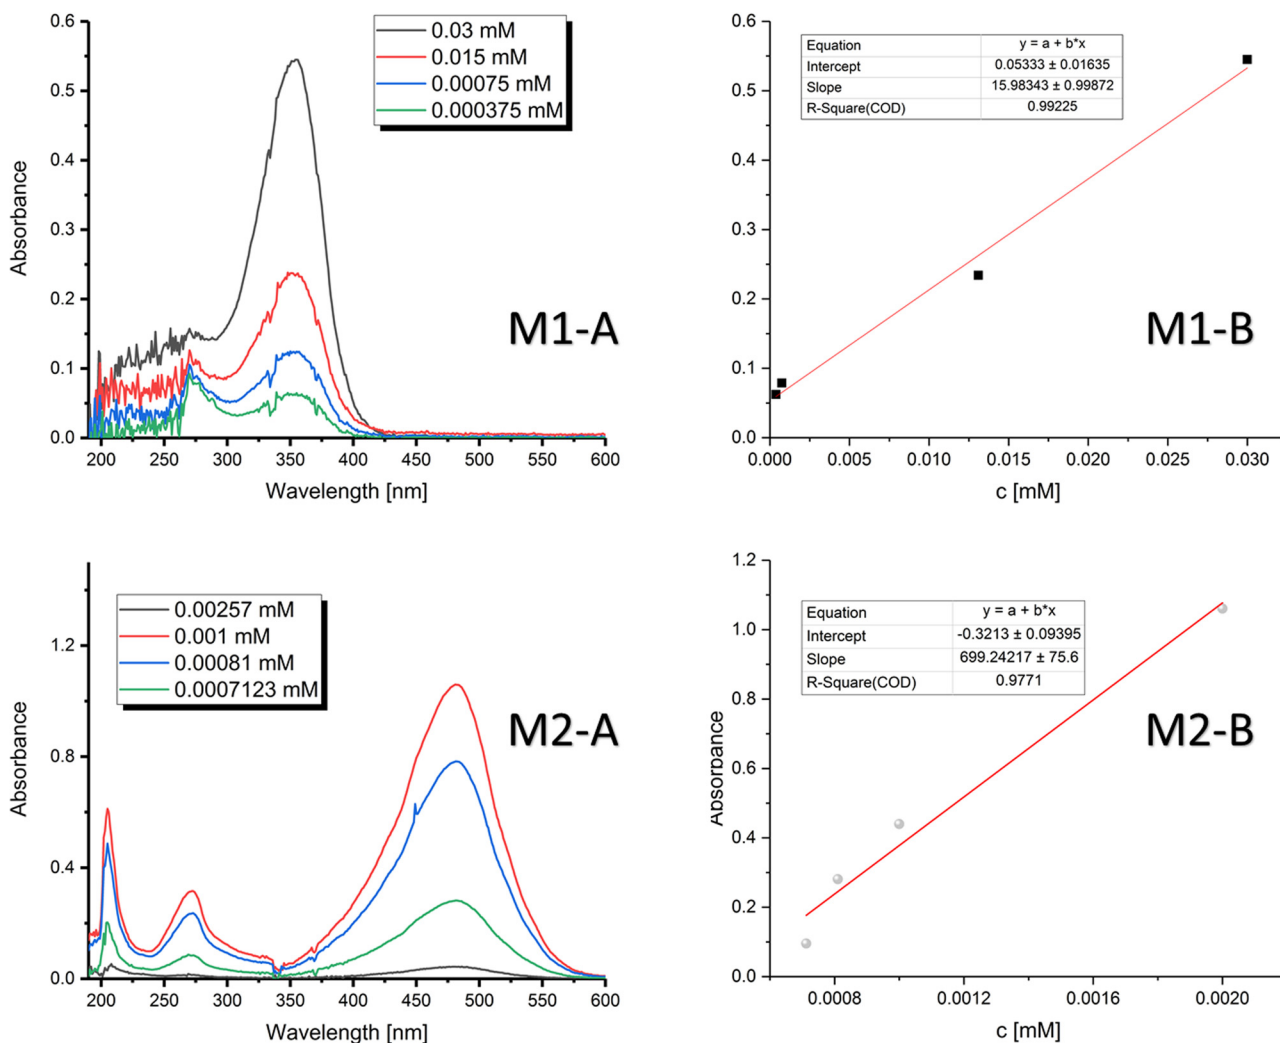 0.6
0.5
0.4
0.3
0.2
0.1
0.0
Absorbance
0.03 mM
0.015 mM
0.00075 mM
0.000375 mM
M1-A
200 250 300 350 400 450 500 550 600
Wavelength [nm]
0.6
0.5
0.4
0.3
0.2
0.1
0.0
Absorbance
Equation y = a + b*x
Intercept 0.05333 ± 0.01635
Slope 15.98343 ± 0.99872
R-Square(COD) 0.99225
M1-B
0.000 0.005 0.010 0.015 0.020 0.025 0.030
c [mM]
1.2
0.8
0.4
0.0
Absorbance
0.00257 mM
0.001 mM
0.00081 mM
0.0007123 mM
M2-A
200 250 300 350 400 450 500 550 600
Wavelength [nm]
1.2
1.0
0.8
0.6
0.4
0.2
0.0
Absorbance
Equation y = a + b*x
Intercept -0.3213 ± 0.09395
Slope 699.24217 ± 75.6
R-Square(COD) 0.9771
M2-B
0.0008 0.0012 0.0016 0.0020
c [mM]